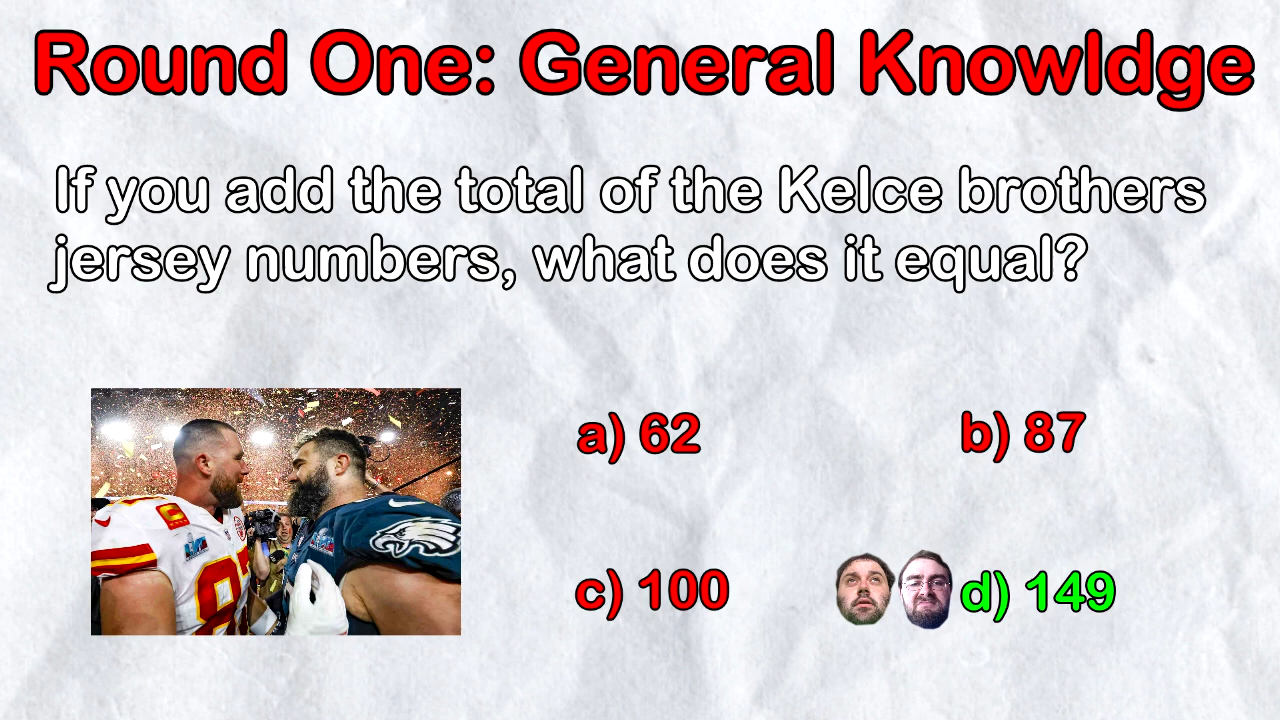 Round One: General Knowldge
If you add the total of the Kelce brothers
jersey numbers, what does it equal?
a) 62
b) 87
c) 100
d) 149